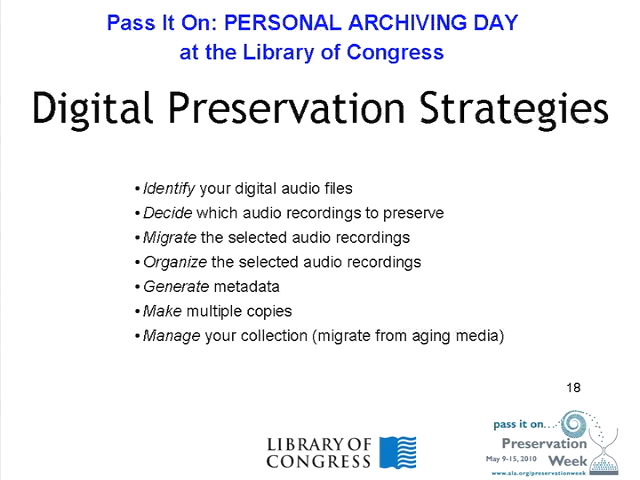 Pass It On: PERSONAL ARCHIVING DAY
at the Library of Congress
Digital Preservation Strategies
• Identify your digital audio files
• Decide which audio recordings to preserve
• Migrate the selected audio recordings
• Organize the selected audio recordings
• Generate metadata
• Make multiple copies
• Manage your collection (migrate from aging media)
18
LIBRARY OF
CONGRESS
pass it on...
Preservation
May 9-15, 2010 Week
www.ala.org/preservationweek